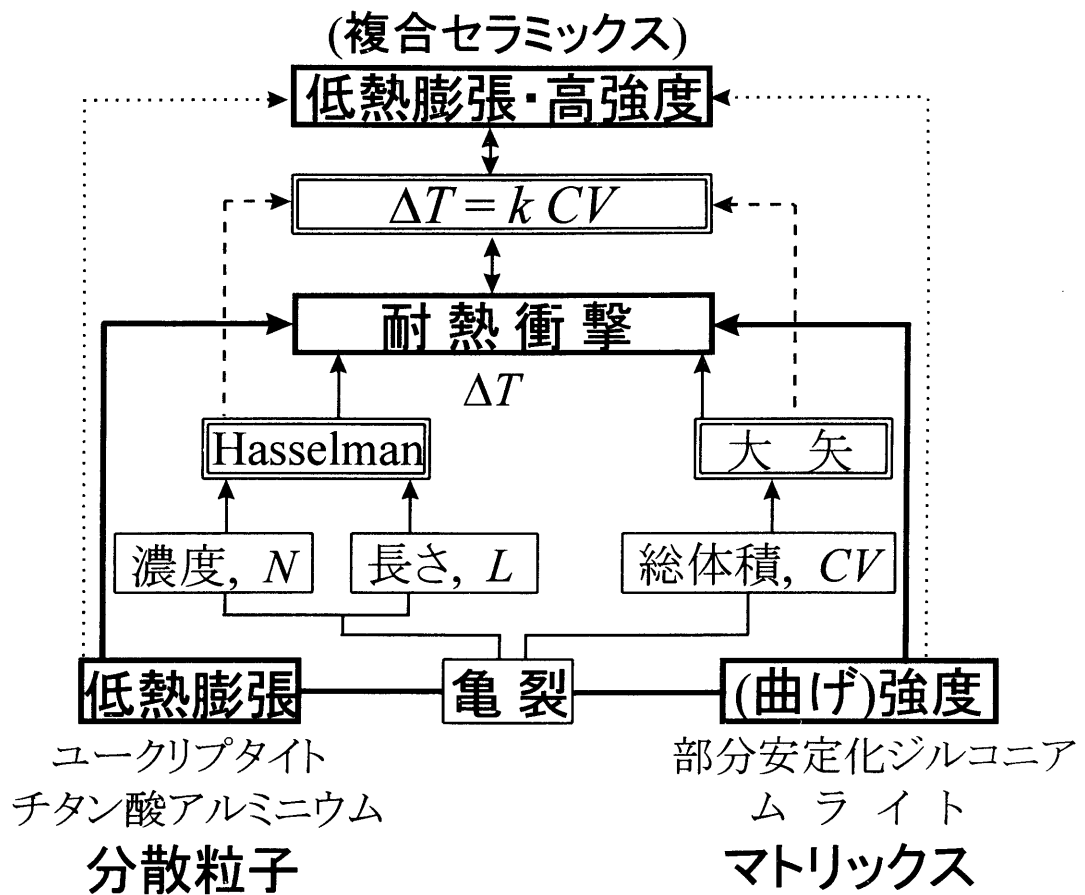 (複合セラミックス)
低熱膨張・高強度
ΔT = k CV
耐熱衝撃
ΔT
Hasselman
大矢
濃度, N
長さ, L
総体積, CV
低熱膨張
亀裂
(曲げ)強度
ユークリプタイト
チタン酸アルミニウム
分散粒子
部分安定化ジルコニア
ムライト
マトリックス